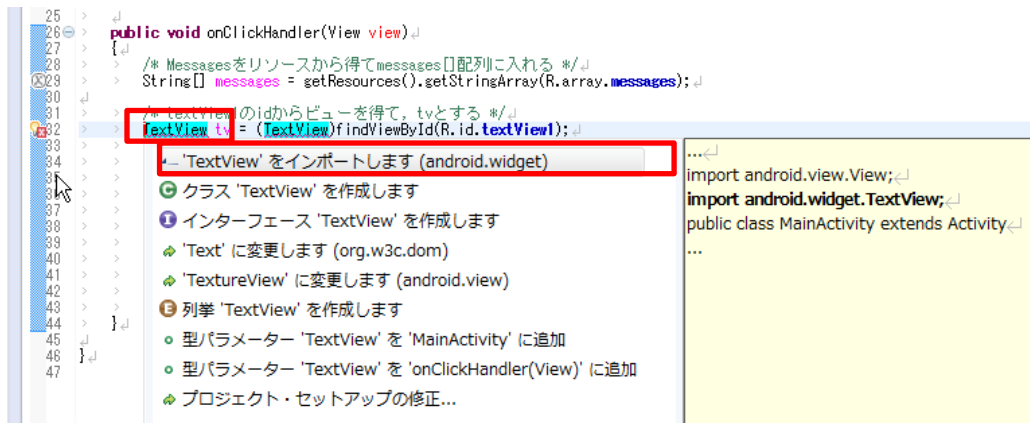 25
26 public void onClickHandler(View view)
27 {
28 /* Messagesをリソースから得てmessages[]配列に入れる */
29 String[] messages = getResources().getStringArray(R.array.messages);
30
31 /* textView1のidからビューを得て，tvとする */
32 TextView tv = (TextView)findViewById(R.id.textView1);
33
34
35
37
38
39
40
41
42
43
44 }
45
46 }
47
'TextView' をインポートします (android.widget)
クラス 'TextView' を作成します
インターフェース 'TextView' を作成します
'Text' に変更します (org.w3c.dom)
'TextureView' に変更します (android.view)
列挙 'TextView' を作成します
型パラメーター 'TextView' を 'MainActivity' に追加
型パラメーター 'TextView' を 'onClickHandler(View)' に追加
プロジェクト・セットアップの修正...
...
import android.view.View;
import android.widget.TextView;
public class MainActivity extends Activity
...